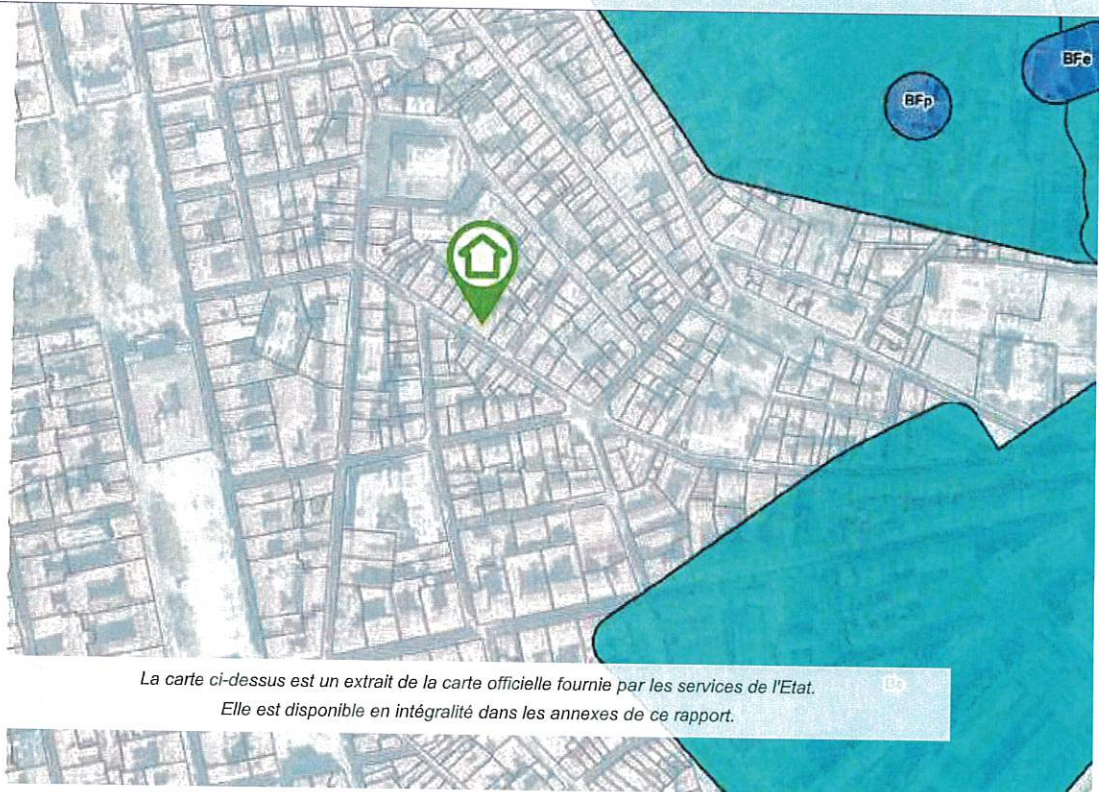 BFe
BFp
La carte ci-dessus est un extrait de la carte officielle fournie par les services de l'Etat.
Be
Elle est disponible en intégralité dans les annexes de ce rapport.